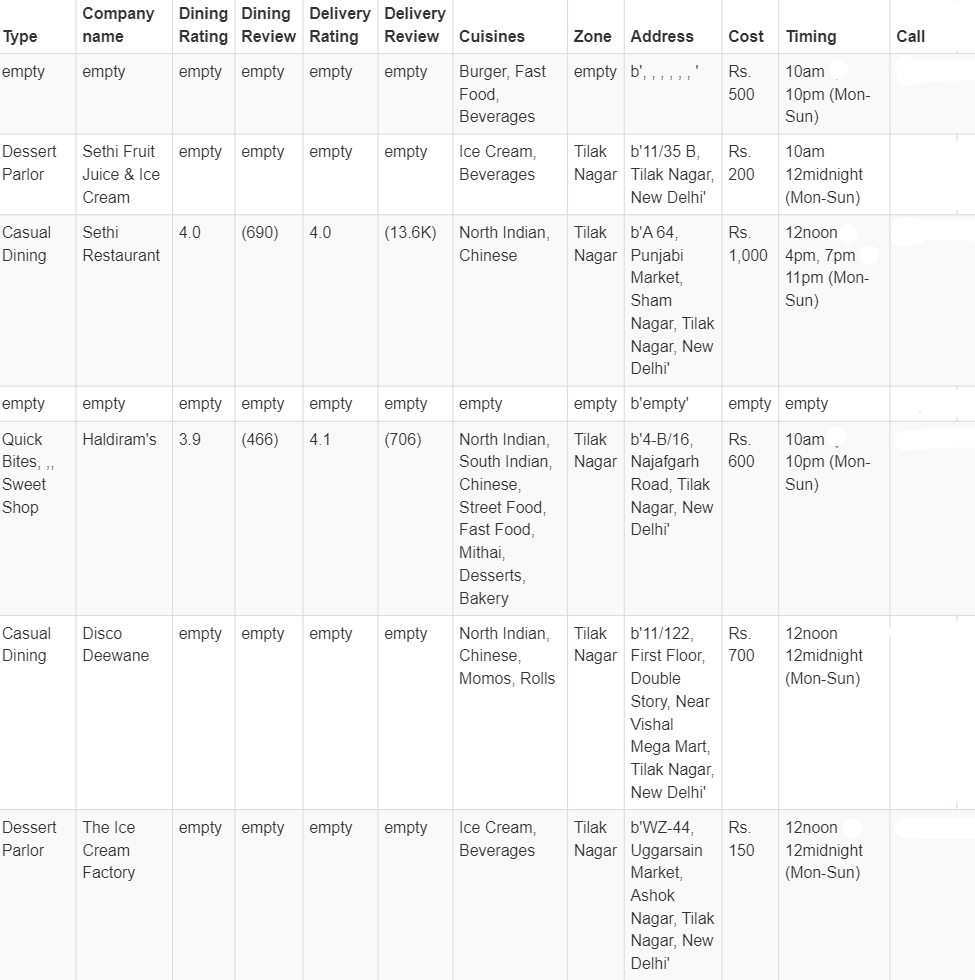 Type Company name Dining Rating Dining Review Delivery Rating Delivery Review Cuisines Zone Address Cost Timing Call
empty empty empty empty empty empty Burger, Fast Food, Beverages empty b', , , , , , ' Rs. 500 10am 10pm (Mon-Sun)
Dessert Parlor Sethi Fruit Juice & Ice Cream empty empty empty empty Ice Cream, Beverages Tilak Nagar b'11/35 B, Tilak Nagar, New Delhi' Rs. 200 10am 12midnight (Mon-Sun)
Casual Dining Sethi Restaurant 4.0 (690) 4.0 (13.6K) North Indian, Chinese Tilak Nagar b'A 64, Punjabi Market, Sham Nagar, Tilak Nagar, New Delhi' Rs. 1,000 12noon 4pm, 7pm 11pm (Mon-Sun)
empty empty empty empty empty empty empty empty b'empty' empty empty
Quick Bites, ,, Sweet Shop Haldiram's 3.9 (466) 4.1 (706) North Indian, South Indian, Chinese, Street Food, Fast Food, Mithai, Desserts, Bakery Tilak Nagar b'4-B/16, Najafgarh Road, Tilak Nagar, New Delhi' Rs. 600 10am 10pm (Mon-Sun)
Casual Dining Disco Deewane empty empty empty empty North Indian, Chinese, Momos, Rolls Tilak Nagar b'11/122, First Floor, Double Story, Near Vishal Mega Mart, Tilak Nagar, New Delhi' Rs. 700 12noon 12midnight (Mon-Sun)
Dessert Parlor The Ice Cream Factory empty empty empty empty Ice Cream, Beverages Tilak Nagar b'WZ-44, Uggarsain Market, Ashok Nagar, Tilak Nagar, New Delhi' Rs. 150 12noon 12midnight (Mon-Sun)